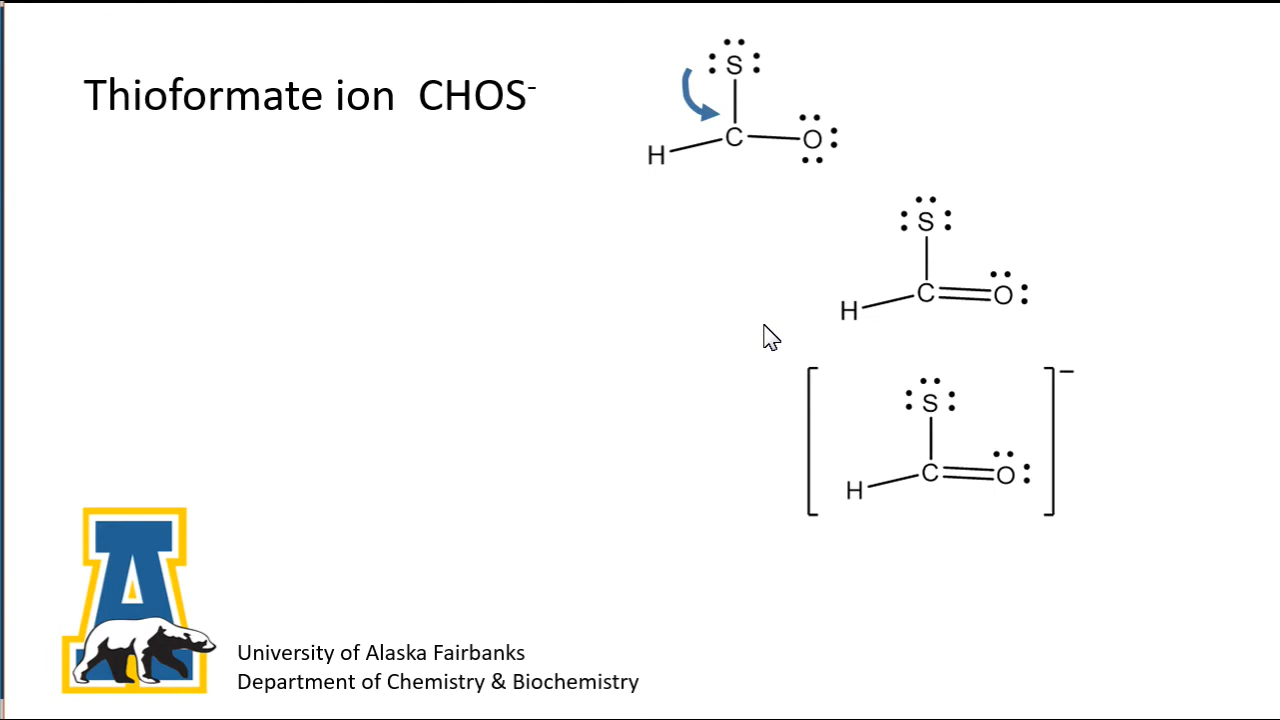 Thioformate ion CHOS⁻
S
H C O
S
H C O
S
H C O
−
A
University of Alaska Fairbanks
Department of Chemistry & Biochemistry